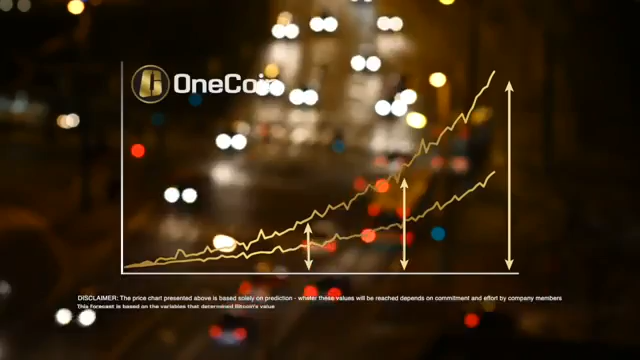 OneCoin
DISCLAIMER: The price chart presented above is based solely on prediction - wheter these values will be reached depends on commitment and effort by company members
This Forecast is based on the variables that determined Bitcoin's value